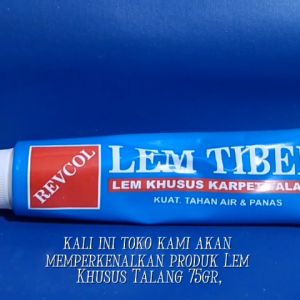 REVCOL
LEM TIBE
LEM KHUSUS KARPET TALA
KUAT. TAHAN AIR & PANAS
KALI INI TOKO KAMI AKAN
MEMPERKENALKAN PRODUK LEM
KHUSUS TALANG 75GR,